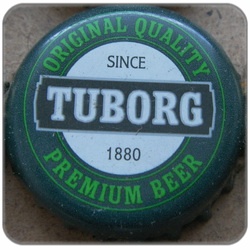 ORIGINAL QUALITY
SINCE
TUBORG
1880
PREMIUM BEER